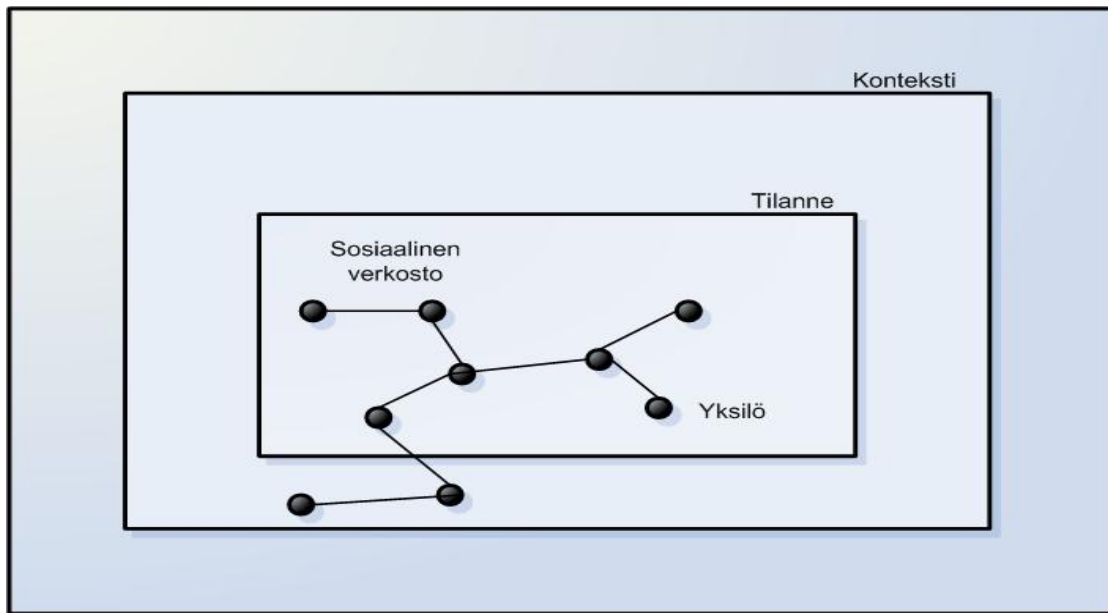 Konteksti
Tilanne
Sosiaalinen
verkosto
Yksilö